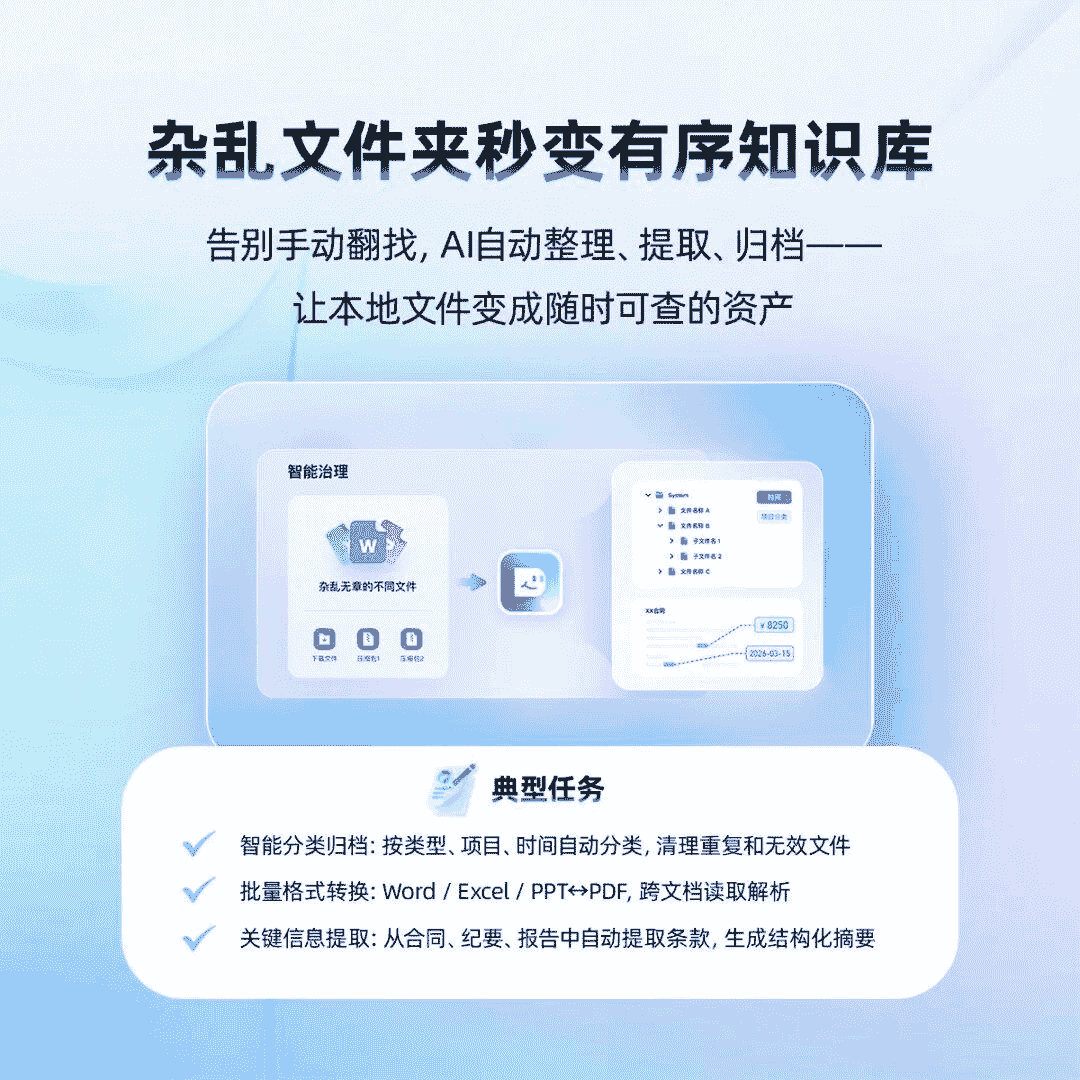 杂乱文件夹秒变有序知识库
告别手动翻找, AI自动整理、提取、归档——
让本地文件变成随时可查的资产
智能治理
W
杂乱无章的不同文件
下载文件
压缩包1
压缩包2
System
时间
文件名称 A
项目分类
文件名称 B
子文件名 1
子文件名 2
文件名称 C
XX合同
¥ 8250
2026-03-15
典型任务
智能分类归档: 按类型、项目、时间自动分类, 清理重复和无效文件
批量格式转换: Word / Excel / PPT↔PDF, 跨文档读取解析
关键信息提取: 从合同、纪要、报告中自动提取条款, 生成结构化摘要